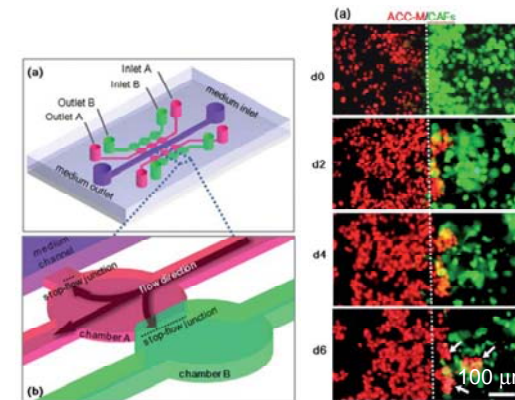 (a)
Inlet A
Inlet B
Outlet B
Outlet A
medium inlet
medium outlet
medium channel
stop-flow junction
flow direction
chamber A
stop-flow junction
chamber B
(b)
(a)
ACC-M/CAFs
d0
d2
d4
d6
100 μm